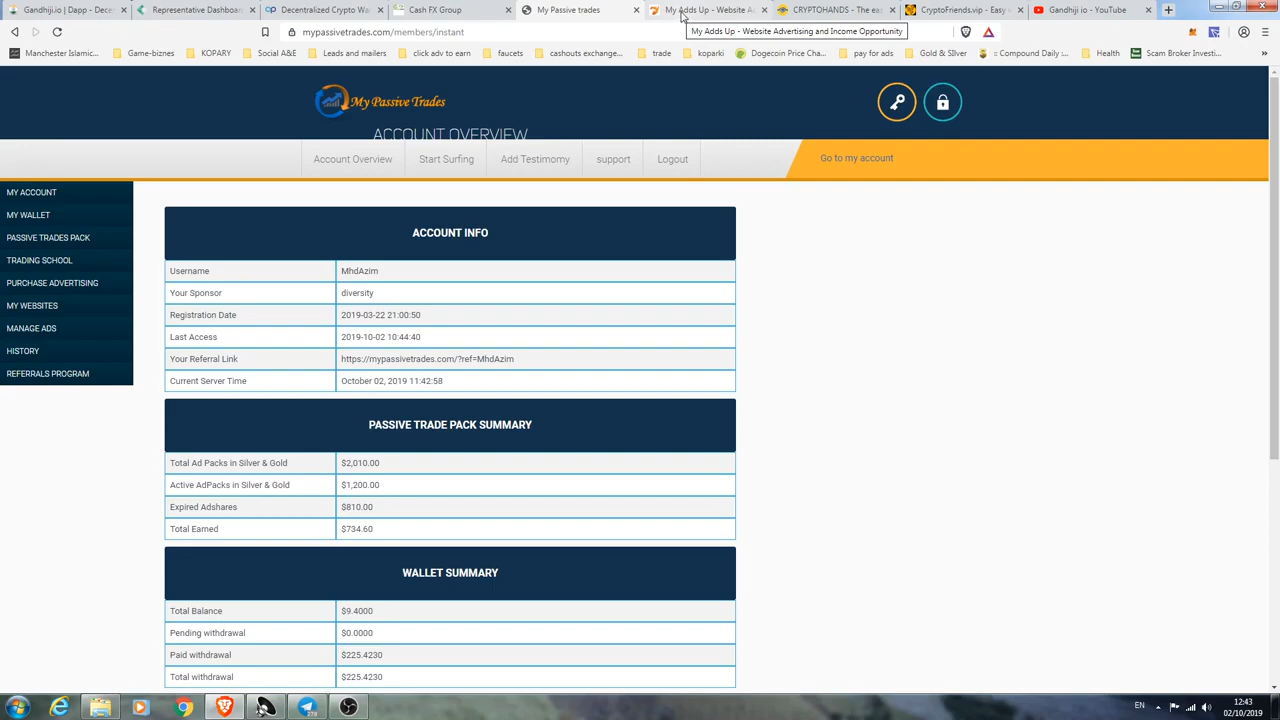 Gandhiji.io | Dapp - Decen
Representative Dashboar
Decentralized Crypto Wa
Cash FX Group
My Passive trades
My Adds Up - Website A
CRYPTOHANDS - The eas
CryptoFriends.vip - Easy w
Gandhiji io - YouTube
My Adds Up - Website Advertising and Income Opportunity
mypassivetrades.com/members/instant
Manchester Islamic...
Game-biznes
KOPARY
Social A&E
Leads and mailers
click adv to earn
faucets
cashouts exchange...
trade
koparki
Dogecoin Price Cha...
pay for ads
Gold & SIlver
:: Compound Daily :...
Health
Scam Broker Investi...
»
My Passive Trades
ACCOUNT OVERVIEW
Account Overview
Start Surfing
Add Testimomy
support
Logout
Go to my account
MY ACCOUNT
MY WALLET
PASSIVE TRADES PACK
TRADING SCHOOL
PURCHASE ADVERTISING
MY WEBSITES
MANAGE ADS
HISTORY
REFERRALS PROGRAM
ACCOUNT INFO
Username MhdAzim
Your Sponsor diversity
Registration Date 2019-03-22 21:00:50
Last Access 2019-10-02 10:44:40
Your Referral Link https://mypassivetrades.com/?ref=MhdAzim
Current Server Time October 02, 2019 11:42:58
PASSIVE TRADE PACK SUMMARY
Total Ad Packs in Silver & Gold $2,010.00
Active AdPacks in Silver & Gold $1,200.00
Expired Adshares $810.00
Total Earned $734.60
WALLET SUMMARY
Total Balance $9.4000
Pending withdrawal $0.0000
Paid withdrawal $225.4230
Total withdrawal $225.4230
EN
12:43
02/10/2019